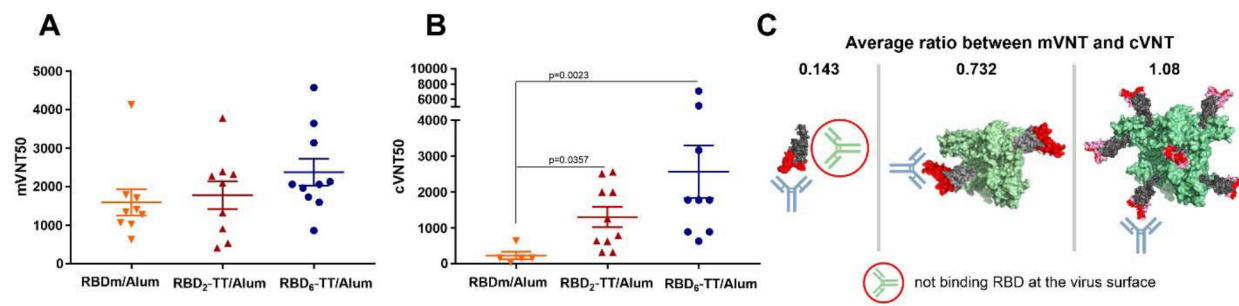 A
mVNT50
5000
4000
3000
2000
1000
0
RBDm/Alum RBD₂-TT/Alum RBD₆-TT/Alum
B
cVNT50
10000
8000
6000
4000
3000
2000
1000
0
p=0.0023
p=0.0357
RBDm/Alum RBD₂-TT/Alum RBD₆-TT/Alum
C
Average ratio between mVNT and cVNT
0.143 0.732 1.08
not binding RBD at the virus surface